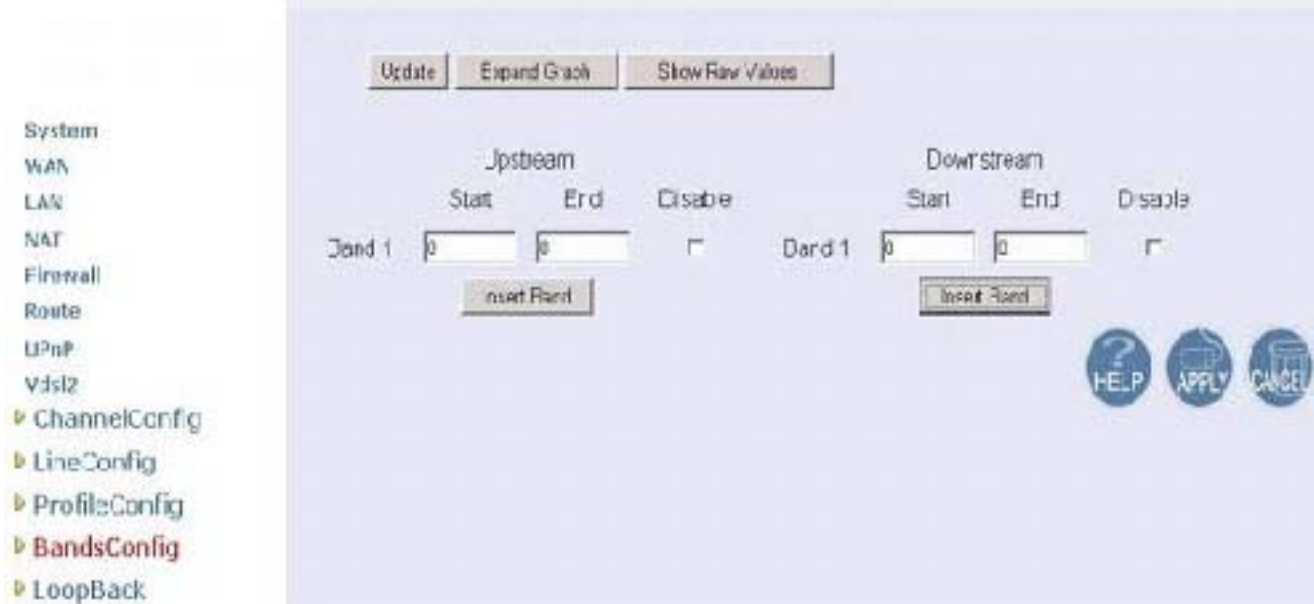 System
WAN
LAN
NAT
Firewall
Route
UPnP
Vdsl2
ChannelConfig
LineConfig
ProfileConfig
BandsConfig
LoopBack
Update Expand Graph Show Raw Values
Upstream Downstream
Start End Disable Start End Disable
Band 1 0 0 Band 1 0 0
Insert Band Insert Band
HELP APPLY CANCEL